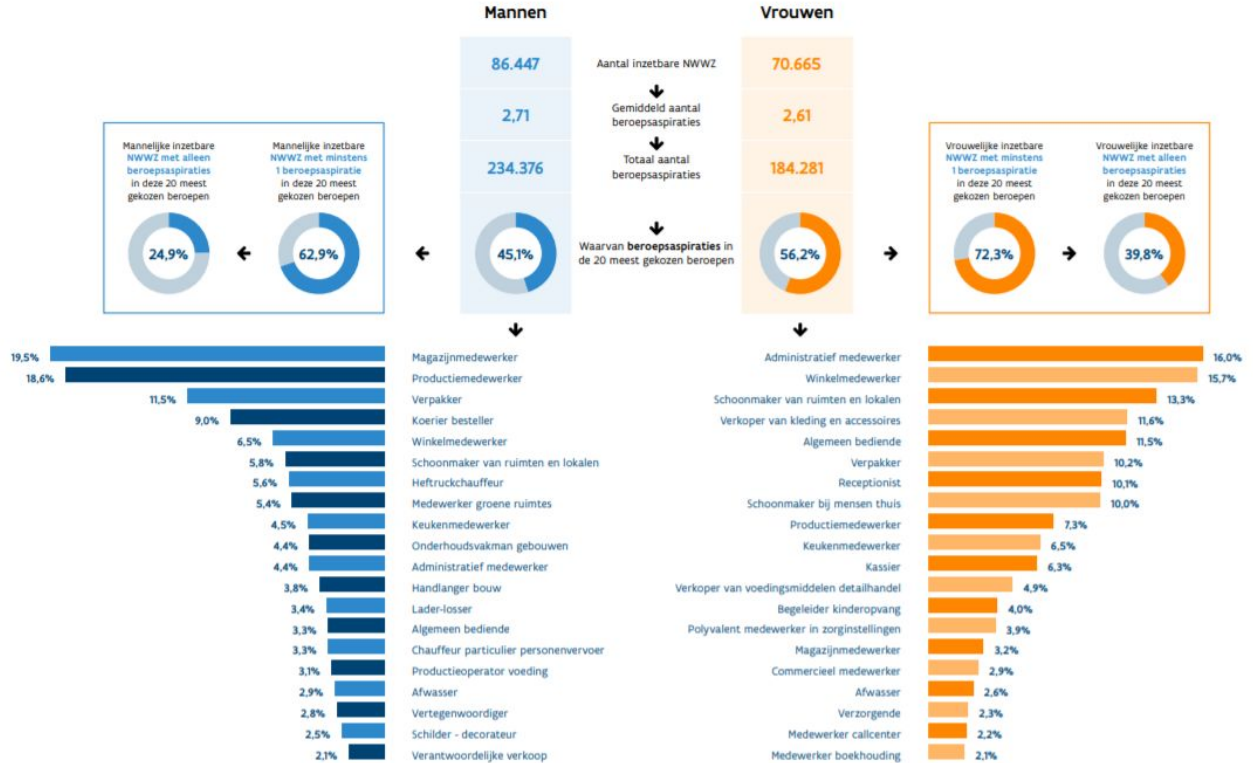 Mannen
Vrouwen
86.447
Aantal inzetbare NWWZ
70.665
2,71
Gemiddeld aantal
beroepsaspiraties
2,61
234.376
Totaal aantal
beroepsaspiraties
184.281
Mannelijke inzetbare
NWWZ met alleen
beroepsaspiraties
in deze 20 meest
gekozen beroepen
24,9%
Mannelijke inzetbare
NWWZ met minstens
1 beroepsaspiratie
in deze 20 meest
gekozen beroepen
62,9%
45,1%
Waarvan beroepsaspiraties in
de 20 meest gekozen beroepen
56,2%
Vrouwelijke inzetbare
NWWZ met minstens
1 beroepsaspiratie
in deze 20 meest
gekozen beroepen
72,3%
Vrouwelijke inzetbare
NWWZ met alleen
beroepsaspiraties
in deze 20 meest
gekozen beroepen
39,8%
19,5% Magazijnmedewerker
18,6% Productiemedewerker
11,5% Verpakker
9,0% Koerier besteller
6,5% Winkelmedewerker
5,8% Schoonmaker van ruimten en lokalen
5,6% Heftruckchauffeur
5,4% Medewerker groene ruimtes
4,5% Keukenmedewerker
4,4% Onderhoudsvakman gebouwen
4,4% Administratief medewerker
3,8% Handlanger bouw
3,4% Lader-losser
3,3% Algemeen bediende
3,3% Chauffeur particulier personenvervoer
3,1% Productieoperator voeding
2,9% Afwasser
2,8% Vertegenwoordiger
2,5% Schilder - decorateur
2,1% Verantwoordelijke verkoop
Administratief medewerker 16,0%
Winkelmedewerker 15,7%
Schoonmaker van ruimten en lokalen 13,3%
Verkoper van kleding en accessoires 11,6%
Algemeen bediende 11,5%
Verpakker 10,2%
Receptionist 10,1%
Schoonmaker bij mensen thuis 10,0%
Productiemedewerker 7,3%
Keukenmedewerker 6,5%
Kassier 6,3%
Verkoper van voedingsmiddelen detailhandel 4,9%
Begeleider kinderopvang 4,0%
Polyvalent medewerker in zorginstellingen 3,9%
Magazijnmedewerker 3,2%
Commercieel medewerker 2,9%
Afwasser 2,6%
Verzorgende 2,3%
Medewerker callcenter 2,2%
Medewerker boekhouding 2,1%